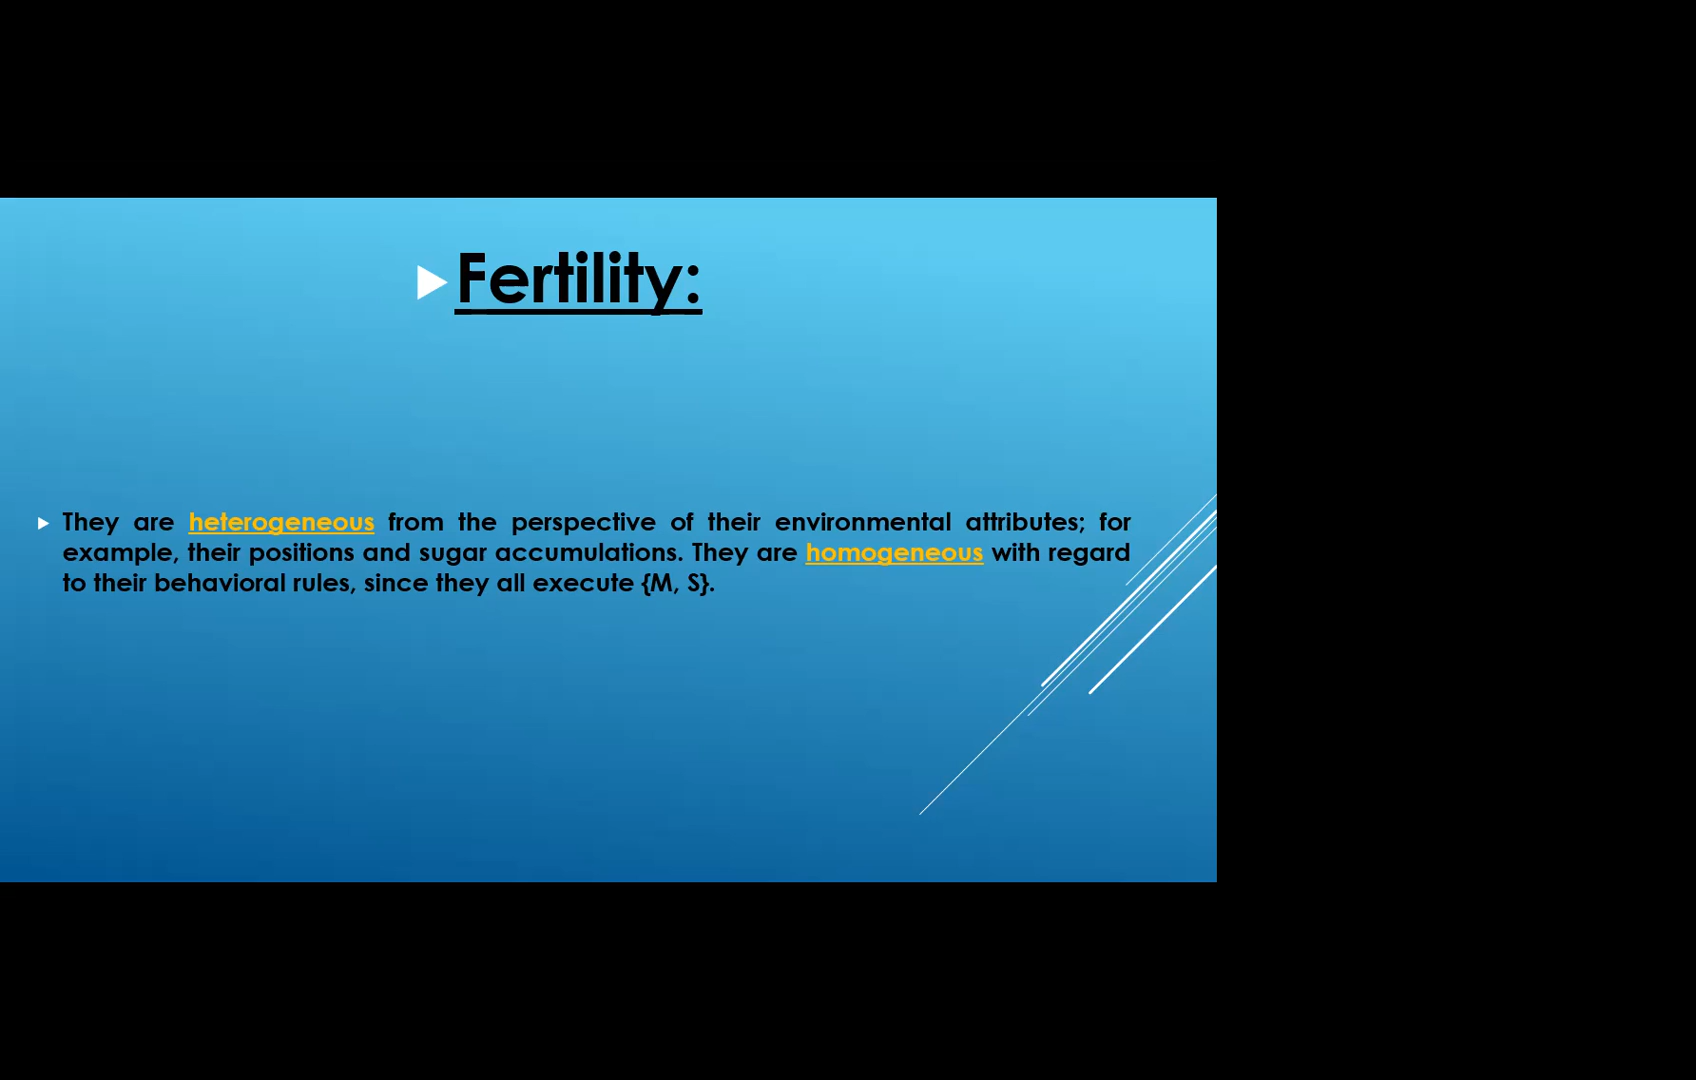 Fertility:
They are heterogeneous from the perspective of their environmental attributes; for
example, their positions and sugar accumulations. They are homogeneous with regard
to their behavioral rules, since they all execute {M, S}.